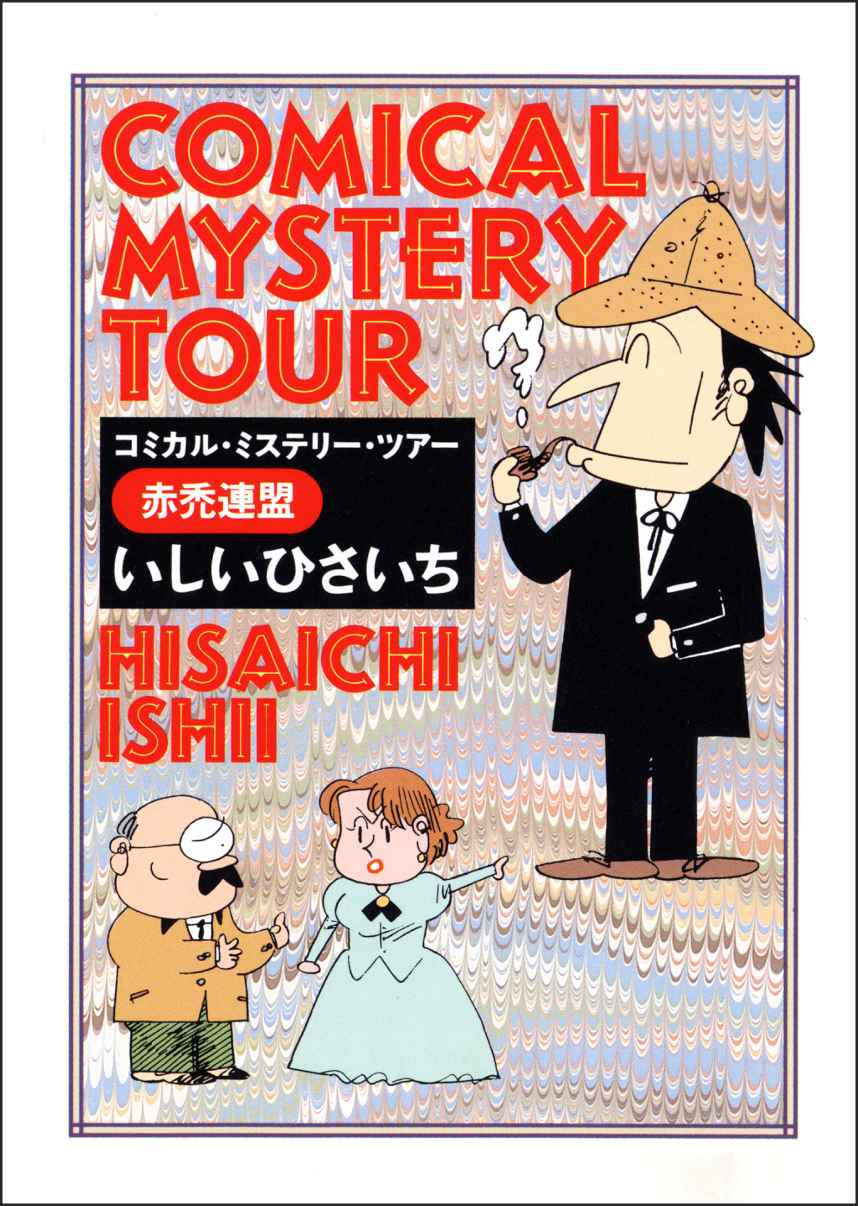 COMICAL
MYSTERY
TOUR
コミカル・ミステリー・ツアー
赤禿連盟
いしいひさいち
HISAICHI
ISHII